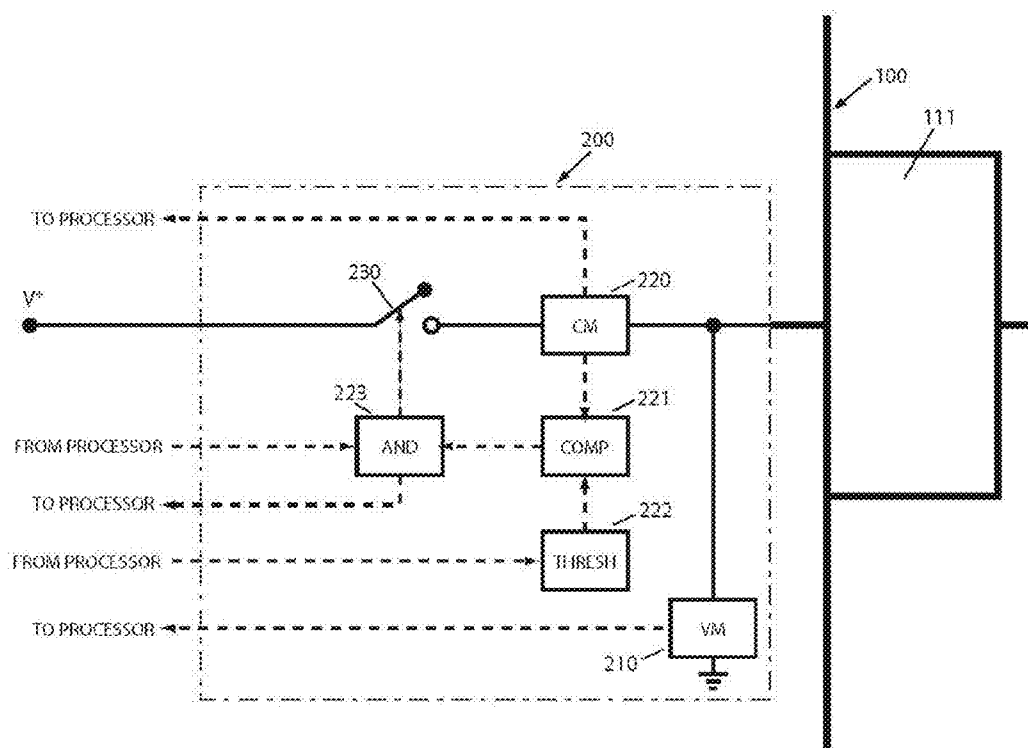 100
111
200
TO PROCESSOR
230
220
V+
CM
223
221
FROM PROCESSOR
AND
COMP
TO PROCESSOR
222
FROM PROCESSOR
THRESH
TO PROCESSOR
VM
210